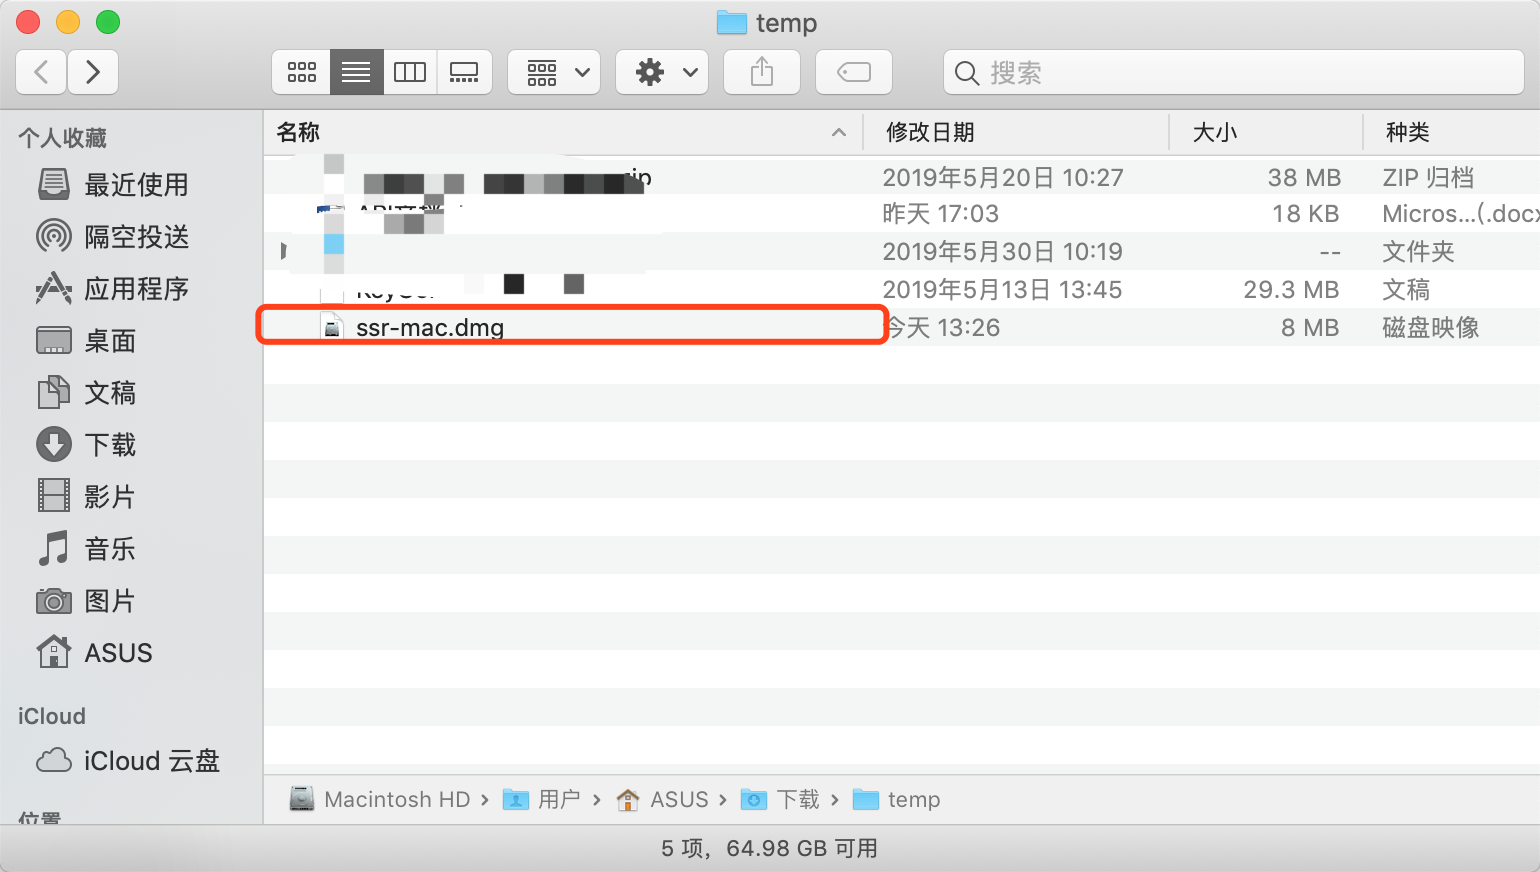 temp
搜索
个人收藏
最近使用
隔空投送
应用程序
桌面
文稿
下载
影片
音乐
图片
ASUS
iCloud
iCloud 云盘
位置
名称 修改日期 大小 种类
2019年5月20日 10:27 38 MB ZIP 归档
昨天 17:03 18 KB Micros...(.docx
2019年5月30日 10:19 -- 文件夹
2019年5月13日 13:45 29.3 MB 文稿
ssr-mac.dmg 今天 13:26 8 MB 磁盘映像
Macintosh HD › 用户 › ASUS › 下载 › temp
5 项，64.98 GB 可用